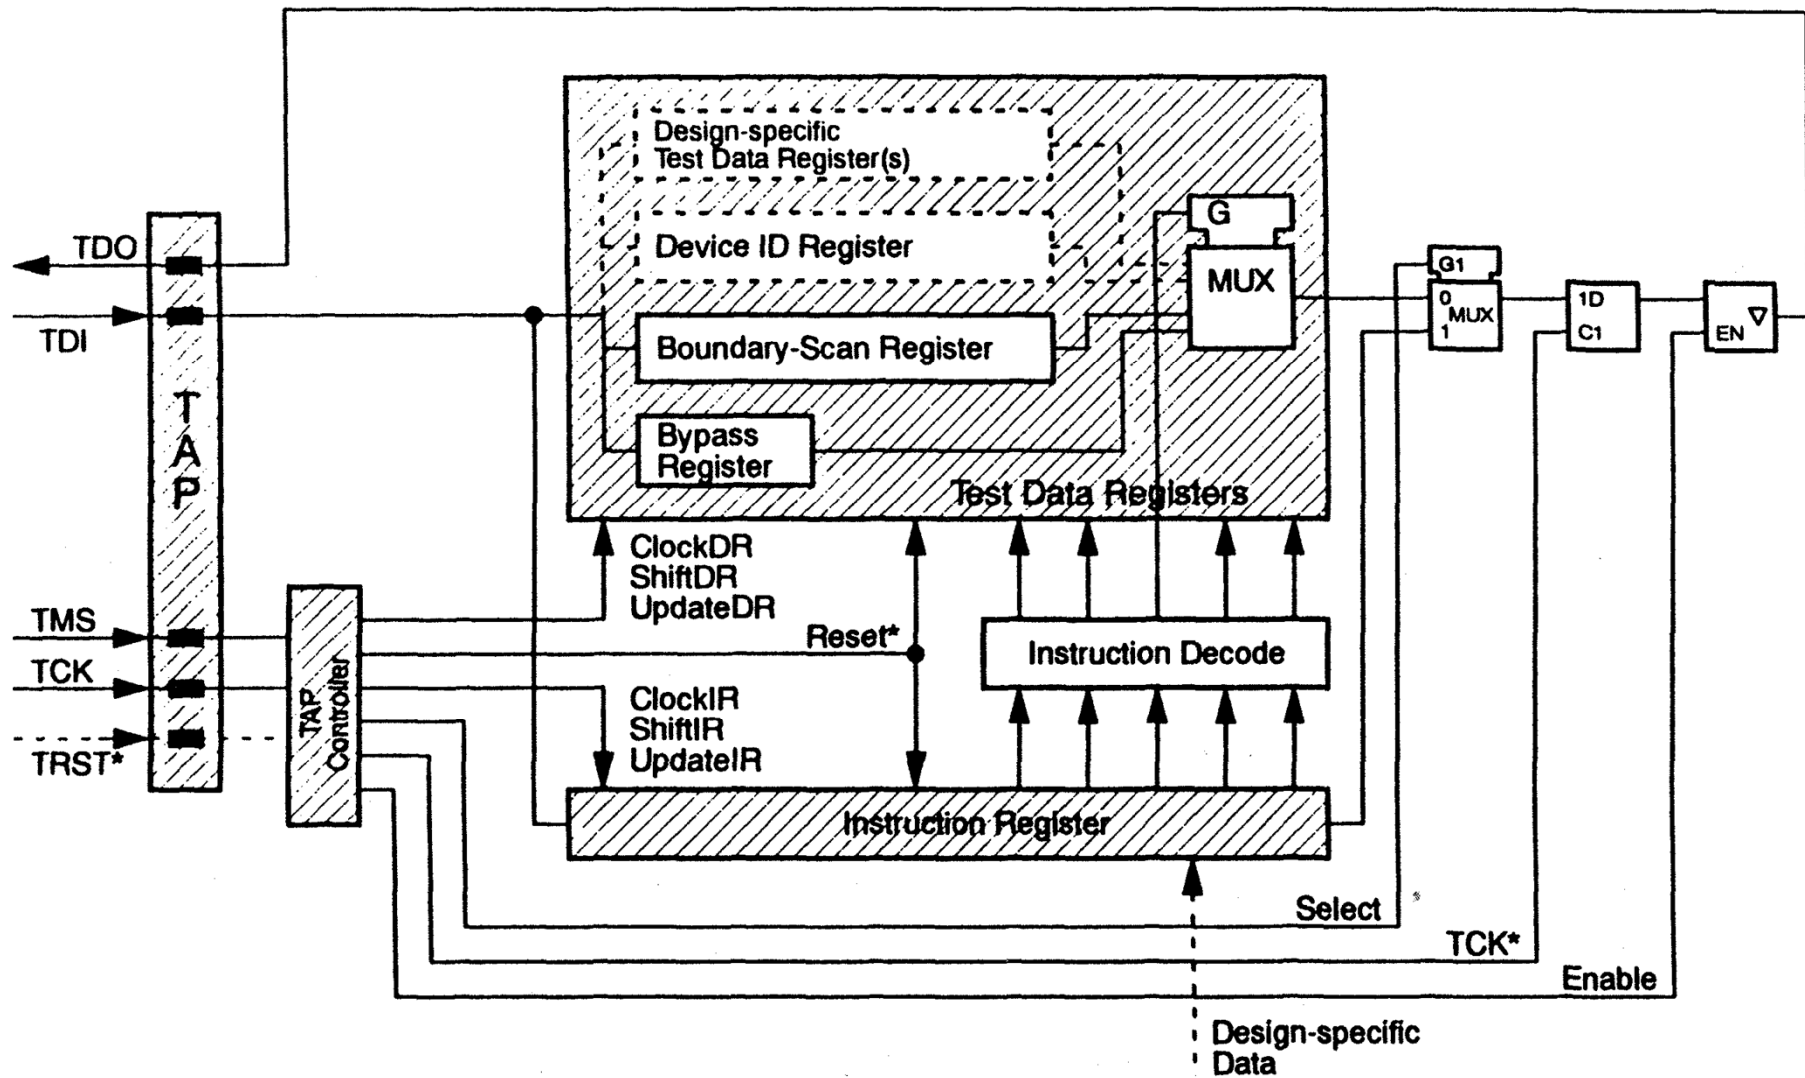 Design-specific
Test Data Register(s)
G
TDO
Device ID Register
G1
MUX
0
MUX
1
1D
C1
EN
TDI
Boundary-Scan Register
TAP
Bypass
Register
Test Data Registers
ClockDR
ShiftDR
UpdateDR
TMS
Reset*
Instruction Decode
TCK
TAP
Controller
ClockIR
ShiftIR
UpdateIR
TRST*
Instruction Register
Select
TCK*
Enable
Design-specific
Data